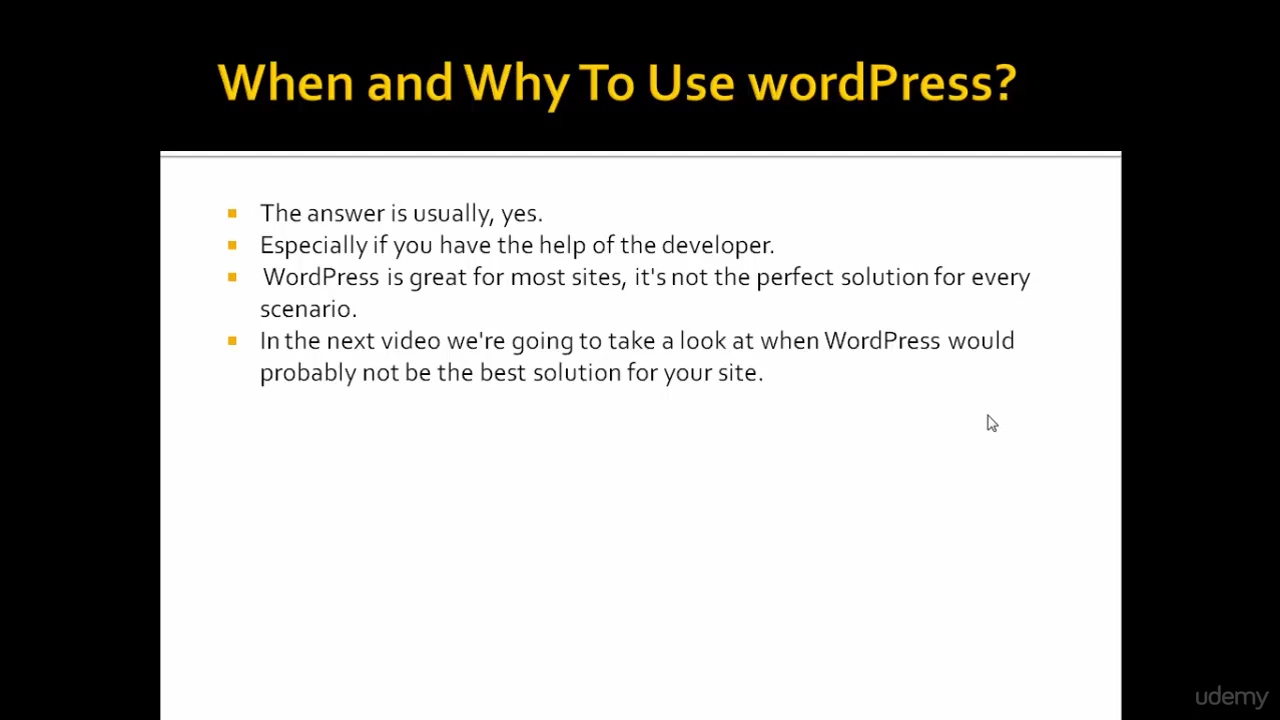 When and Why To Use wordPress?
The answer is usually, yes.
Especially if you have the help of the developer.
WordPress is great for most sites, it's not the perfect solution for every
scenario.
In the next video we're going to take a look at when WordPress would
probably not be the best solution for your site.
udemy